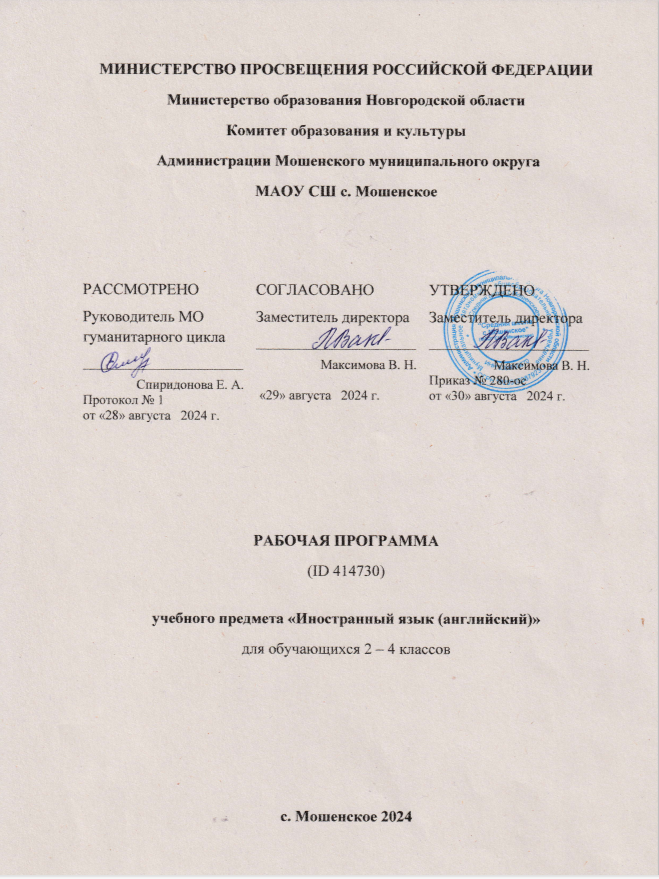 МИНИСТЕРСТВО ПРОСВЕЩЕНИЯ РОССИЙСКОЙ ФЕДЕРАЦИИ
Министерство образования Новгородской области
Комитет образования и культуры
Администрации Мошенского муниципального округа
МАОУ СШ с. Мошенское
РАССМОТРЕНО
Руководитель МО
гуманитарного цикла
Спиридонова Е. А.
Протокол № 1
от «28» августа 2024 г.
СОГЛАСОВАНО
Заместитель директора
Максимова В. Н.
«29» августа 2024 г.
УТВЕРЖДЕНО
Заместитель директора
Максимова В. Н.
Приказ № 280-ос
от «30» августа 2024 г.
РАБОЧАЯ ПРОГРАММА
(ID 414730)
учебного предмета «Иностранный язык (английский)»
для обучающихся 2 – 4 классов
с. Мошенское 2024